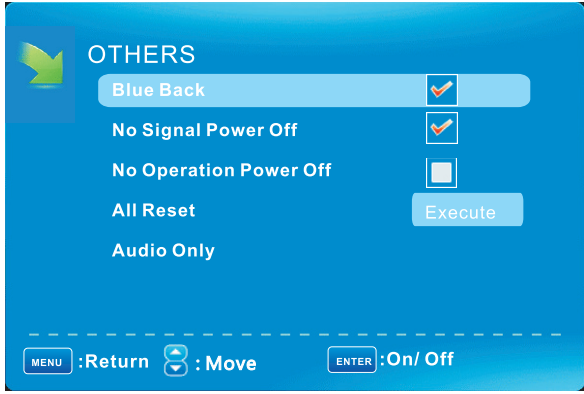 OTHERS
Blue Back
No Signal Power Off
No Operation Power Off
All Reset Execute
Audio Only
MENU :Return : Move ENTER :On/ Off